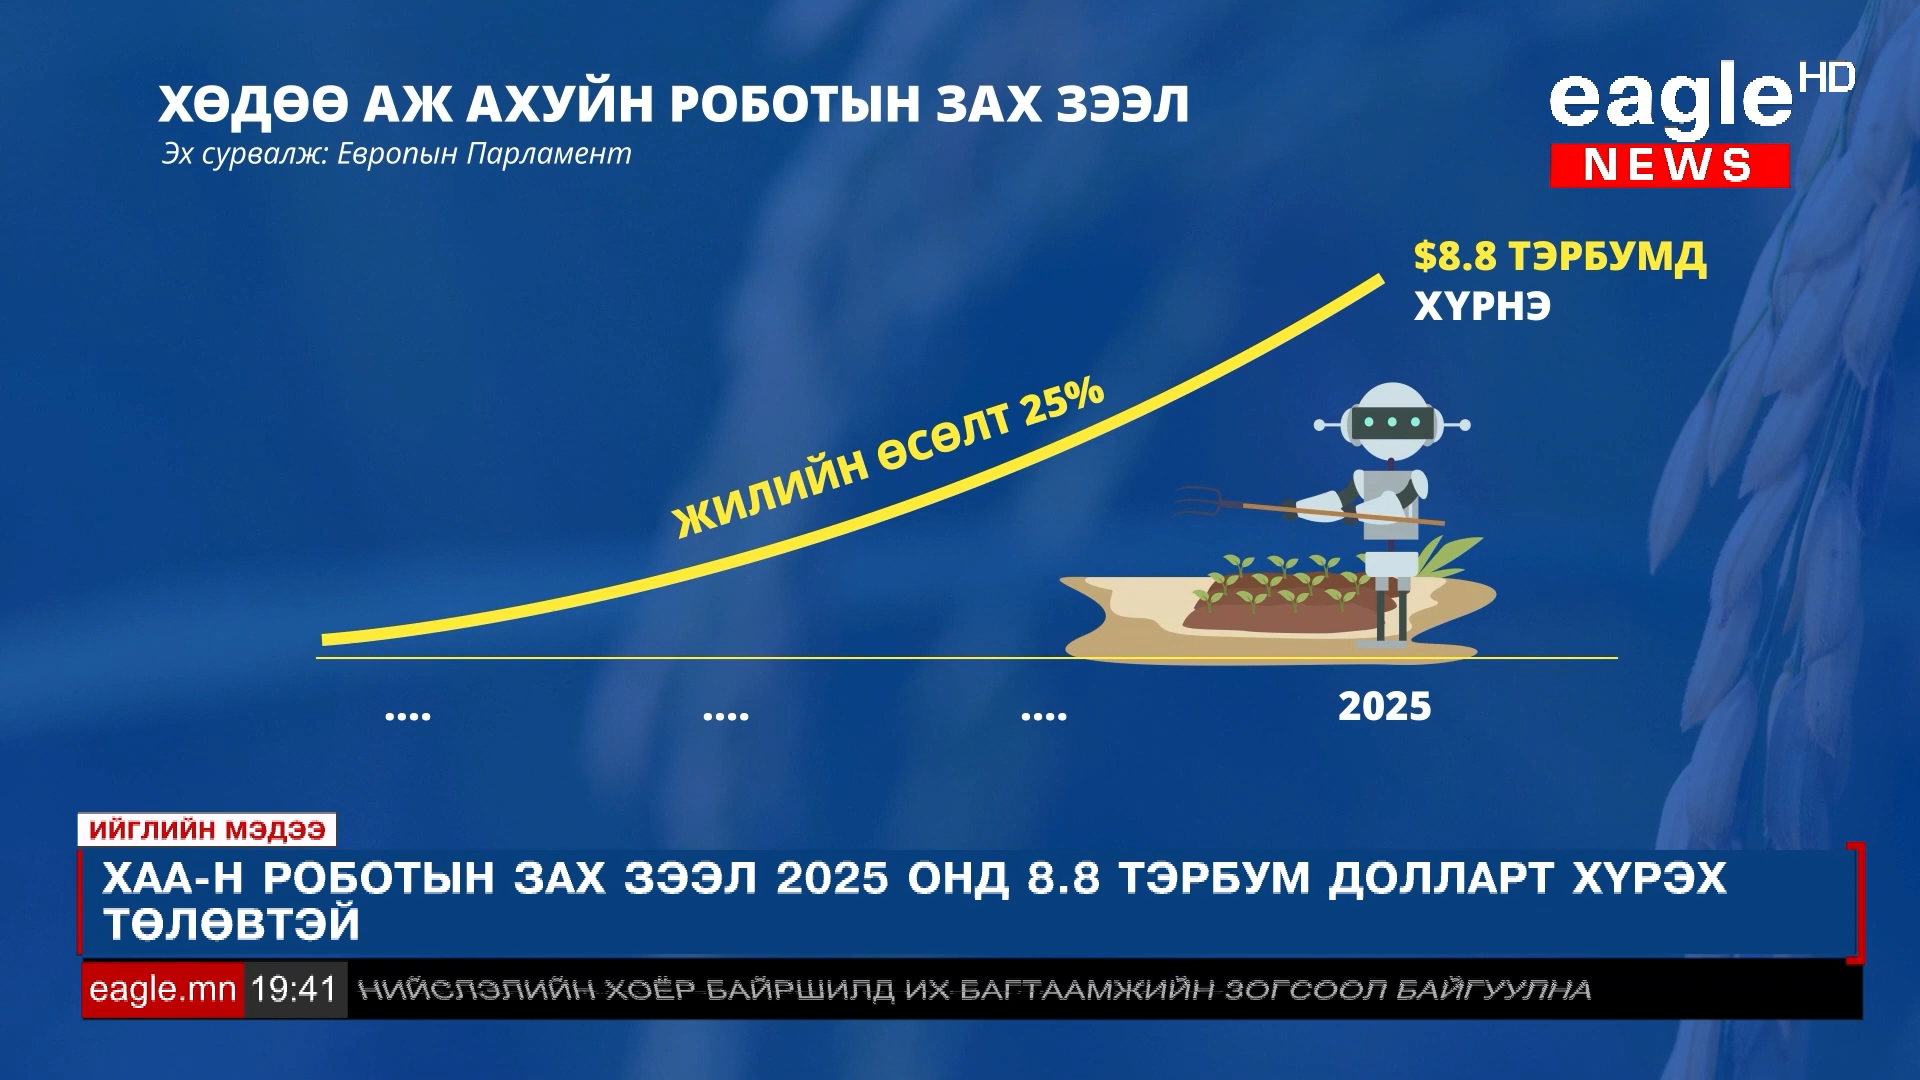 ХӨДӨӨ АЖ АХУЙН РОБОТЫН ЗАХ ЗЭЭЛ
Эх сурвалж: Европын Парламент
eagle HD
NEWS
$8.8 ТЭРБУМД
ХҮРНЭ
ЖИЛИЙН ӨСӨЛТ 25%
.... .... .... 2025
ИЙГЛИЙН МЭДЭЭ
ХАА-Н РОБОТЫН ЗАХ ЗЭЭЛ 2025 ОНД 8.8 ТЭРБУМ ДОЛЛАРТ ХҮРЭХ
ТӨЛӨВТЭЙ
eagle.mn 19:41 НИЙСЛЭЛИЙН ХОЁР БАЙРШИЛД ИХ БАГТААМЖИЙН ЗОГСООЛ БАЙГУУЛНА